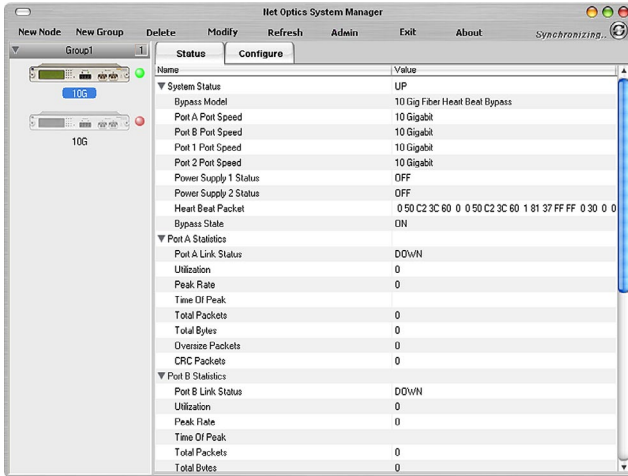 Net Optics System Manager
New Node New Group Delete Modify Refresh Admin Exit About Synchronizing..
Group1 1
Status Configure
Name Value
System Status UP
10G
Bypass Model 10 Gig Fiber Heart Beat Bypass
Port A Port Speed 10 Gigabit
Port B Port Speed 10 Gigabit
10G
Port 1 Port Speed 10 Gigabit
Port 2 Port Speed 10 Gigabit
Power Supply 1 Status OFF
Power Supply 2 Status OFF
Heart Beat Packet 0 50 C2 3C 60 0 0 50 C2 3C 60 1 81 37 FF FF 0 30 0 0
Bypass State ON
Port A Statistics
Port A Link Status DOWN
Utilization 0
Peak Rate 0
Time Of Peak
Total Packets 0
Total Bytes 0
Oversize Packets 0
CRC Packets 0
Port B Statistics
Port B Link Status DOWN
Utilization 0
Peak Rate 0
Time Of Peak
Total Packets 0
Total Bytes 0